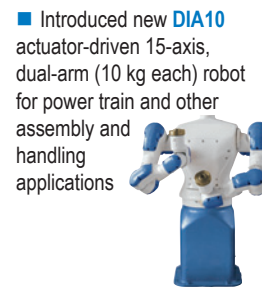 ■ Introduced new DIA10
actuator-driven 15-axis,
dual-arm (10 kg each) robot
for power train and other
assembly and
handling
applications